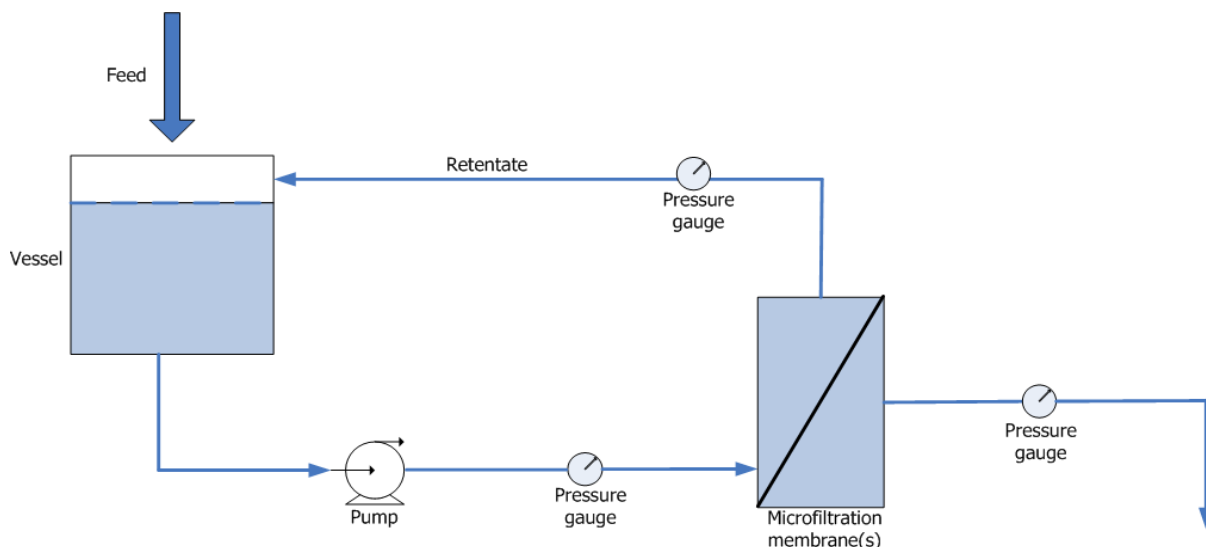 Feed
Retentate
Pressure
gauge
Vessel
Pressure
gauge
Pump
Pressure
gauge
Microfiltration
membrane(s)